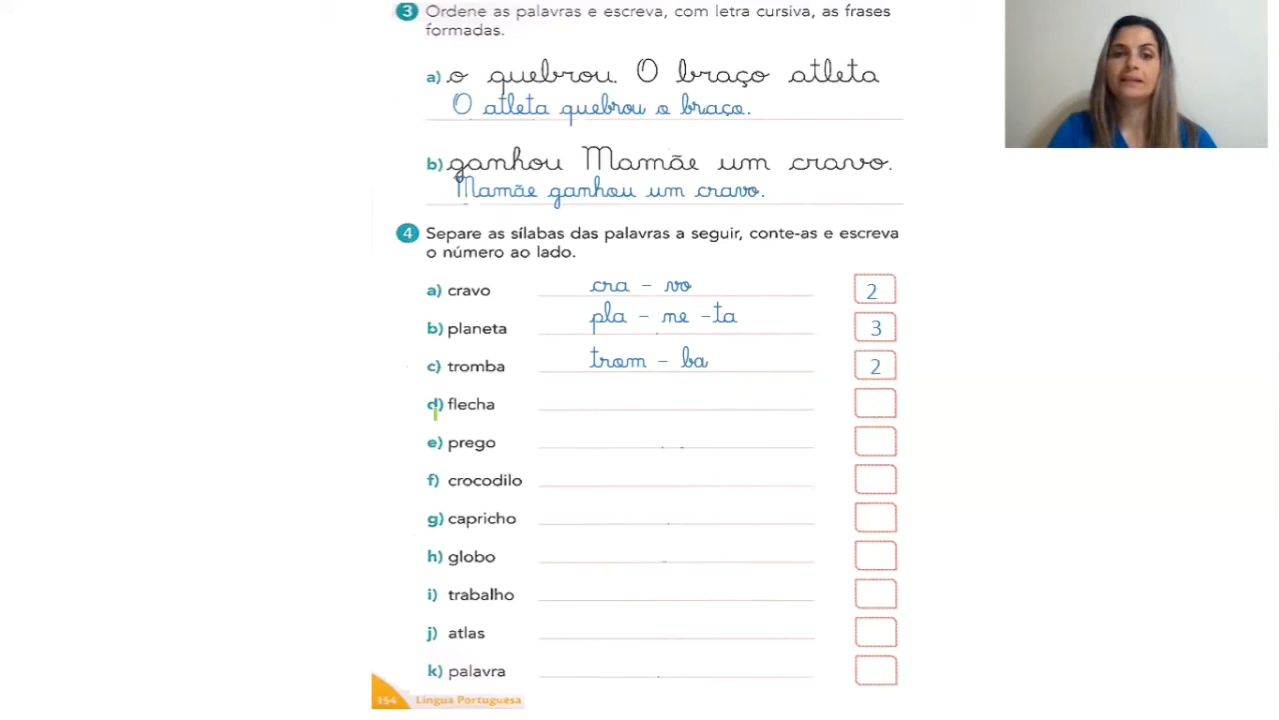 3 Ordene as palavras e escreva, com letra cursiva, as frases
formadas.
a) o quebrou. O braço atleta
O atleta quebrou o braço.
b) ganhou Mamãe um cravo.
Mamãe ganhou um cravo.
4 Separe as sílabas das palavras a seguir, conte-as e escreva
o número ao lado.
a) cravo cra - vo 2
b) planeta pla - ne -ta 3
c) tromba trom - ba 2
d) flecha
e) prego
f) crocodilo
g) capricho
h) globo
i) trabalho
j) atlas
k) palavra
154 Língua Portuguesa